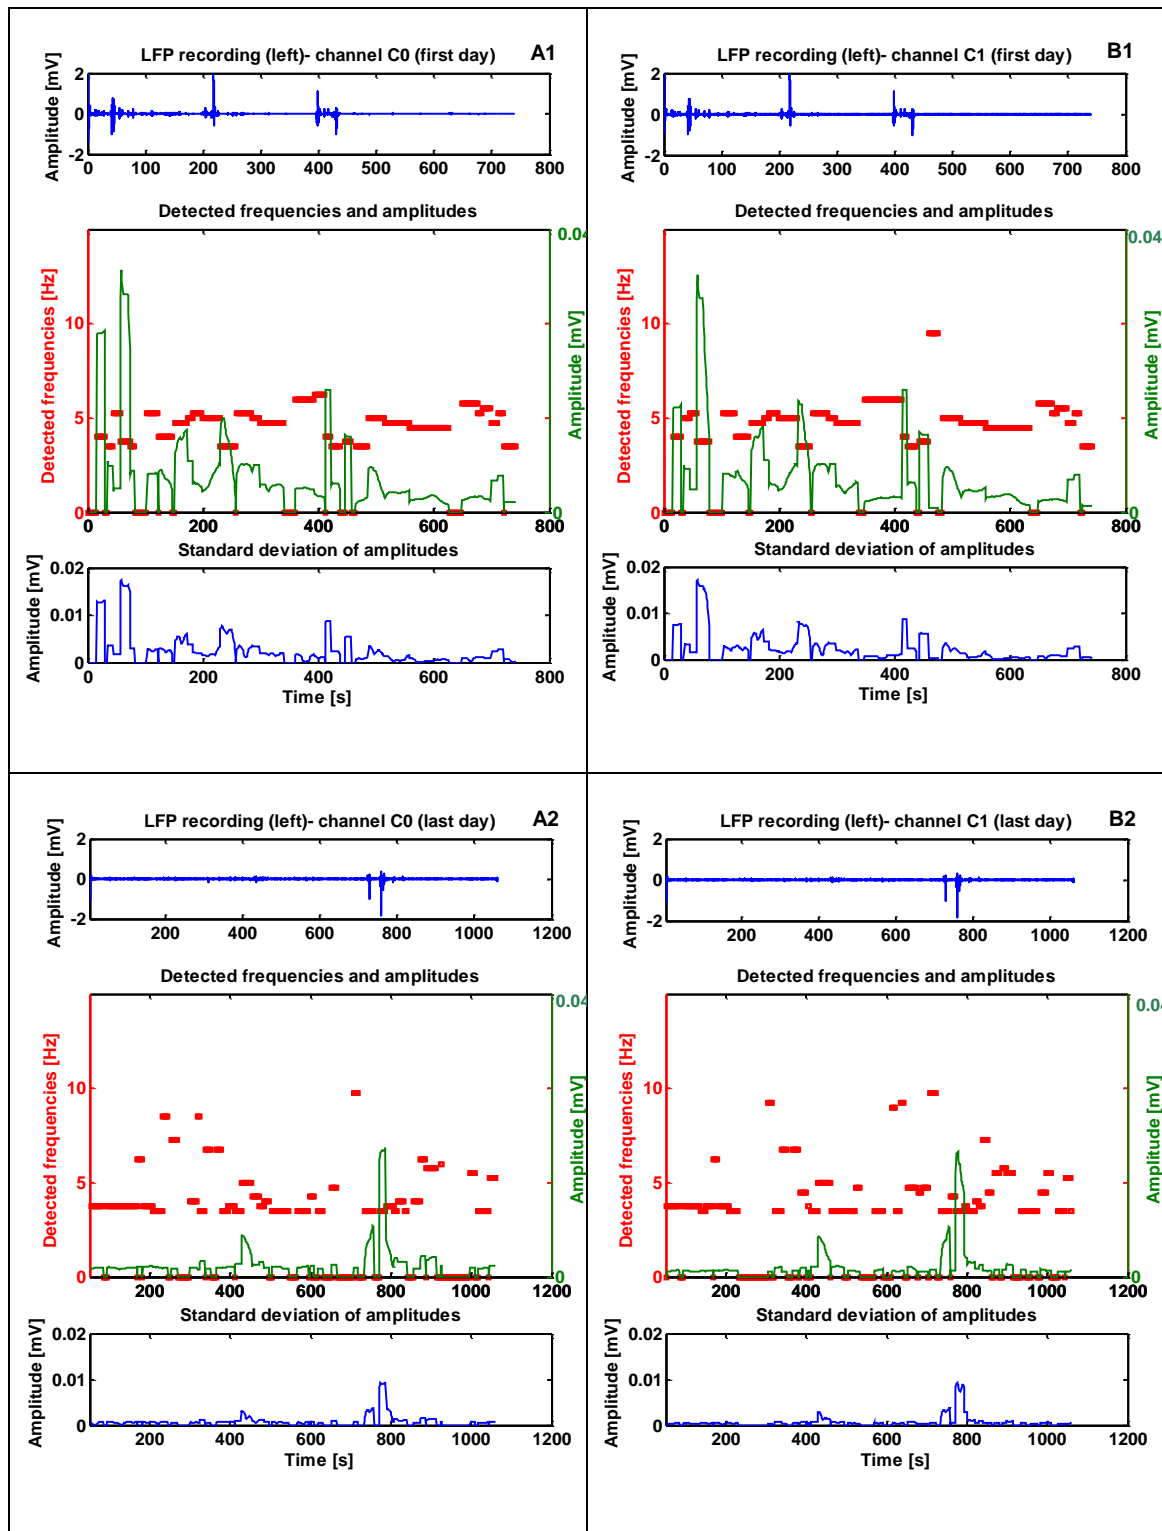 LFP recording (left)- channel C0 (first day) A1
Amplitude [mV]
2
0
-2
0 100 200 300 400 500 600 700 800
Detected frequencies and amplitudes
Detected frequencies [Hz]
10
5
0
0.04
0
Amplitude [mV]
0 200 400 600 800
Standard deviation of amplitudes
Amplitude [mV]
0.02
0.01
0
0 200 400 600 800
Time [s]
LFP recording (left)- channel C1 (first day) B1
Amplitude [mV]
2
0
-2
0 100 200 300 400 500 600 700 800
Detected frequencies and amplitudes
Detected frequencies [Hz]
10
5
0
0.04
0
Amplitude [mV]
0 200 400 600 800
Standard deviation of amplitudes
Amplitude [mV]
0.02
0.01
0
0 200 400 600 800
Time [s]
LFP recording (left)- channel C0 (last day) A2
Amplitude [mV]
2
0
-2
200 400 600 800 1000 1200
Detected frequencies and amplitudes
Detected frequencies [Hz]
10
5
0
0.04
0
Amplitude [mV]
200 400 600 800 1000 1200
Standard deviation of amplitudes
Amplitude [mV]
0.02
0.01
0
200 400 600 800 1000 1200
Time [s]
LFP recording (left)- channel C1 (last day) B2
Amplitude [mV]
2
0
-2
200 400 600 800 1000 1200
Detected frequencies and amplitudes
Detected frequencies [Hz]
10
5
0
0.04
0
Amplitude [mV]
200 400 600 800 1000 1200
Standard deviation of amplitudes
Amplitude [mV]
0.02
0.01
0
200 400 600 800 1000 1200
Time [s]